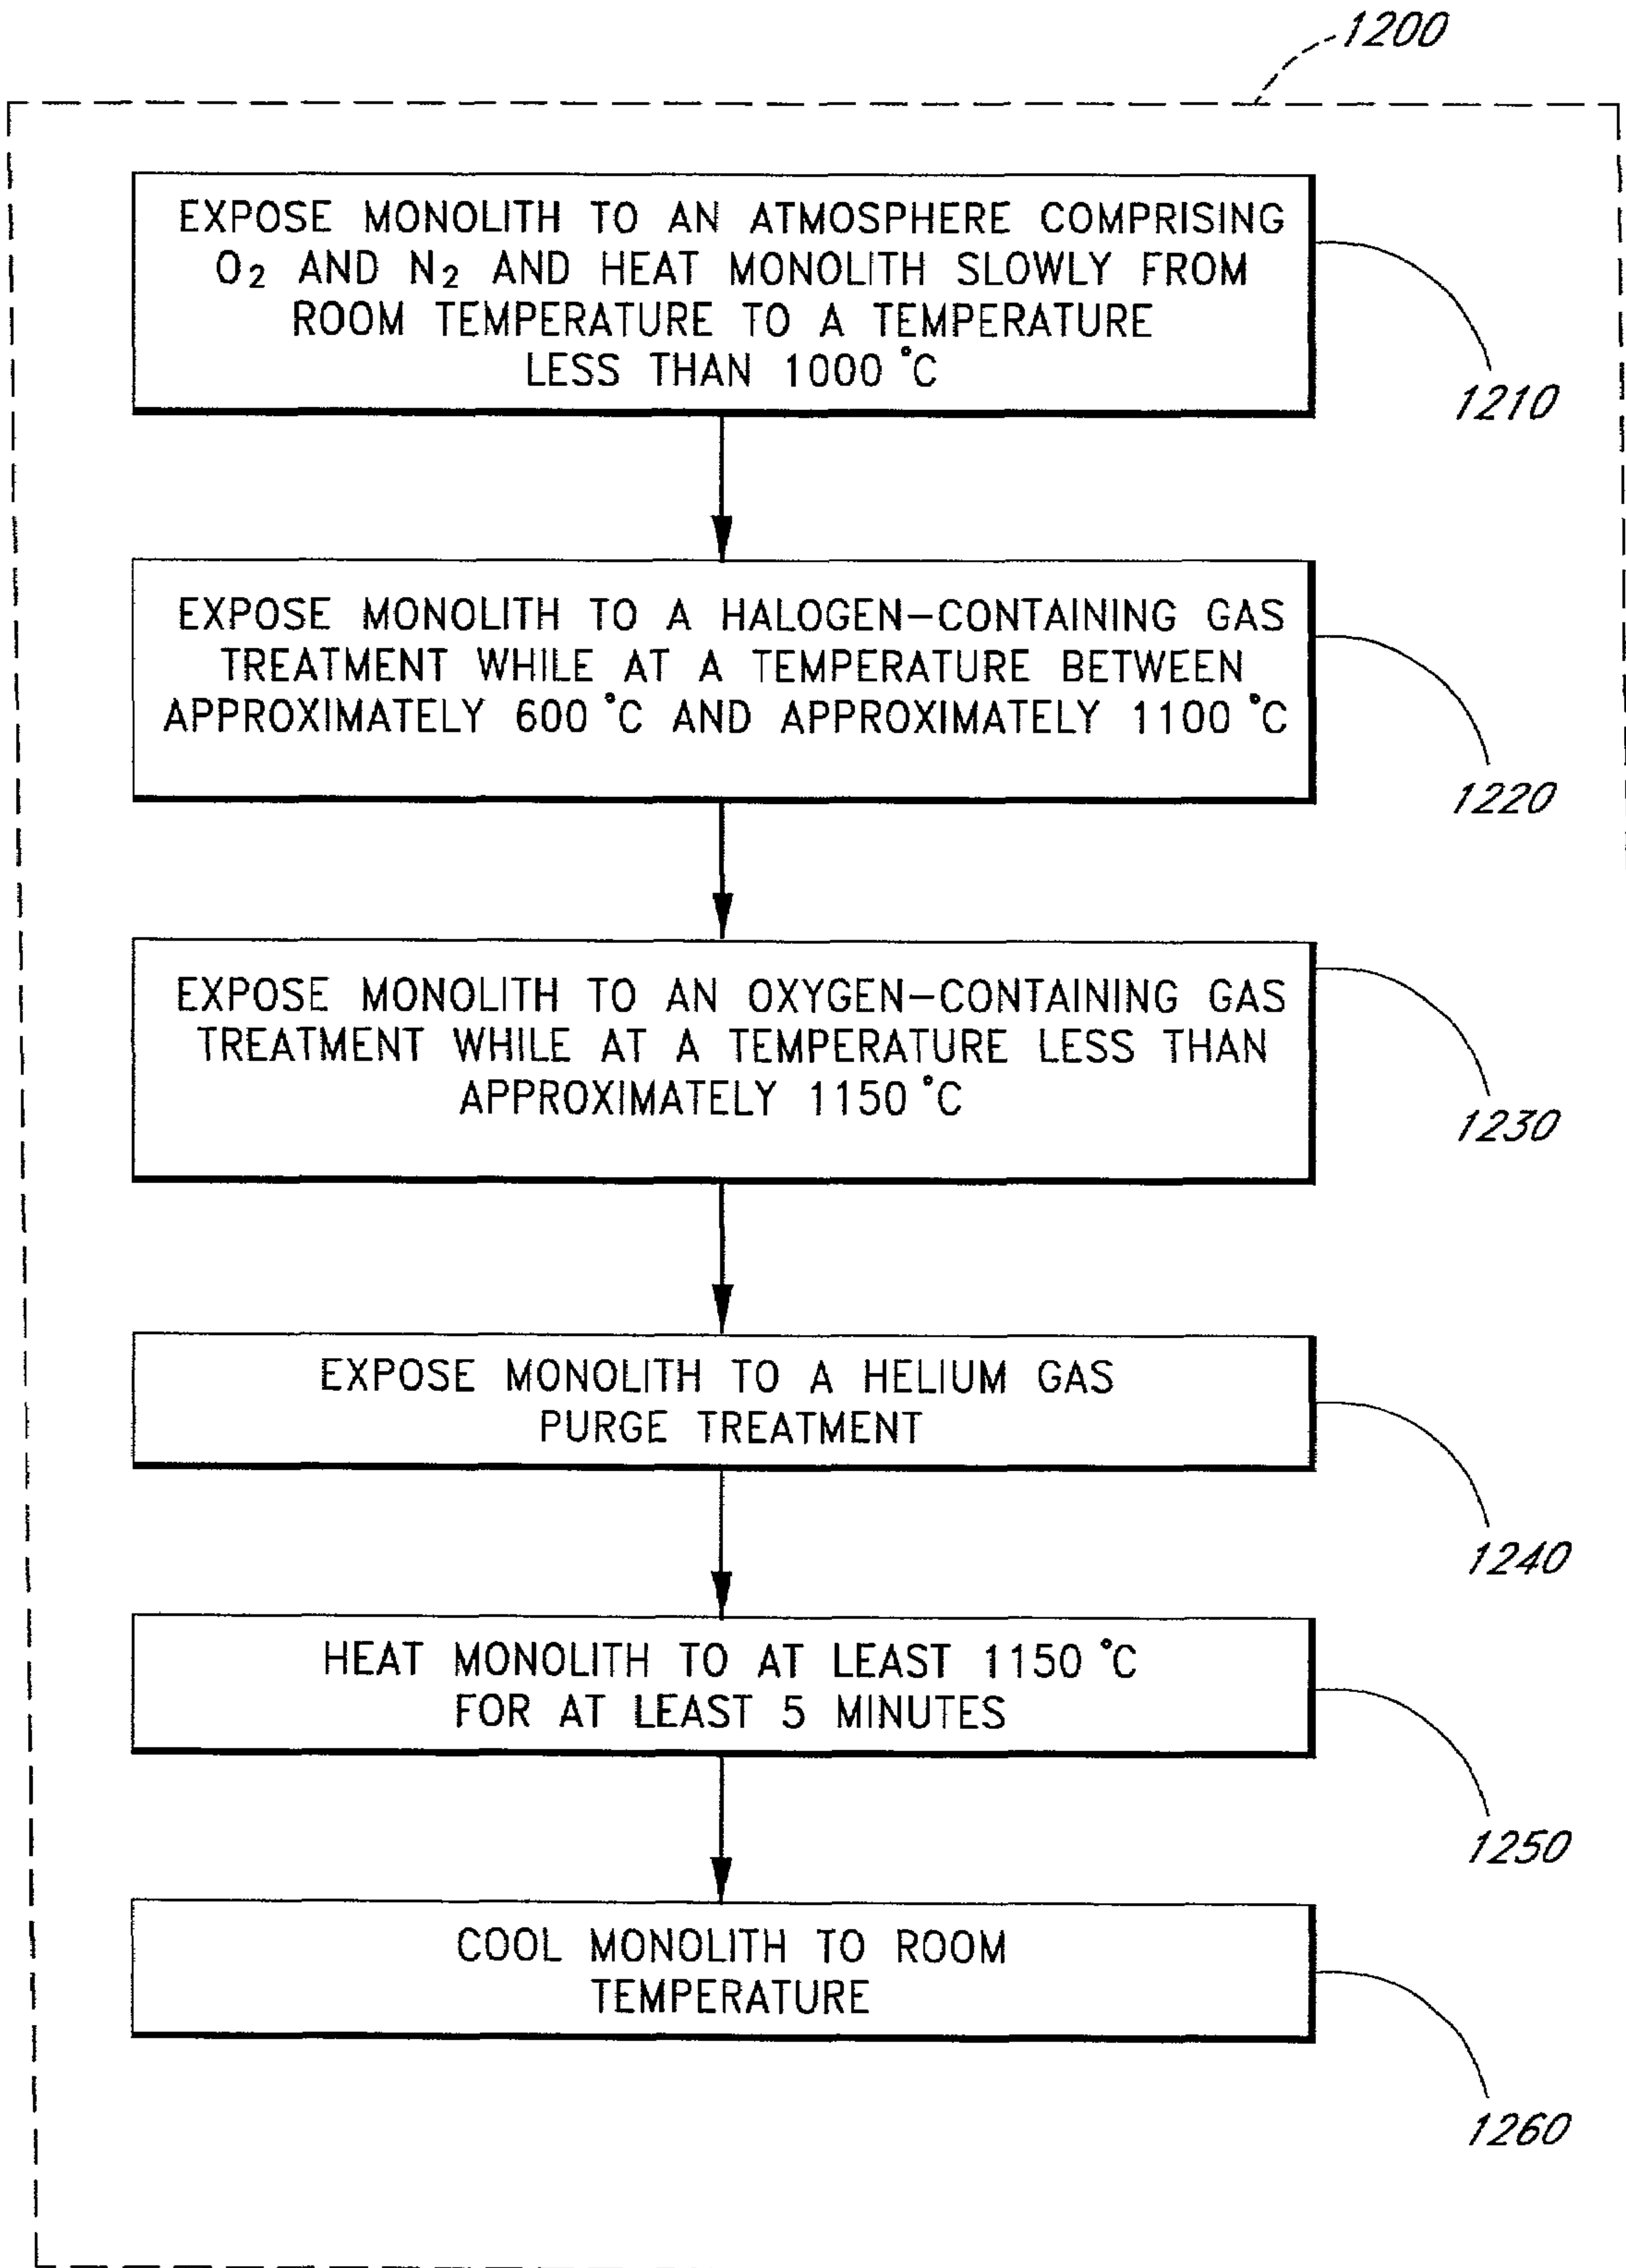 1200
EXPOSE MONOLITH TO AN ATMOSPHERE COMPRISING
O₂ AND N₂ AND HEAT MONOLITH SLOWLY FROM
ROOM TEMPERATURE TO A TEMPERATURE
LESS THAN 1000 °C
1210
EXPOSE MONOLITH TO A HALOGEN-CONTAINING GAS
TREATMENT WHILE AT A TEMPERATURE BETWEEN
APPROXIMATELY 600 °C AND APPROXIMATELY 1100 °C
1220
EXPOSE MONOLITH TO AN OXYGEN-CONTAINING GAS
TREATMENT WHILE AT A TEMPERATURE LESS THAN
APPROXIMATELY 1150 °C
1230
EXPOSE MONOLITH TO A HELIUM GAS
PURGE TREATMENT
1240
HEAT MONOLITH TO AT LEAST 1150 °C
FOR AT LEAST 5 MINUTES
1250
COOL MONOLITH TO ROOM
TEMPERATURE
1260